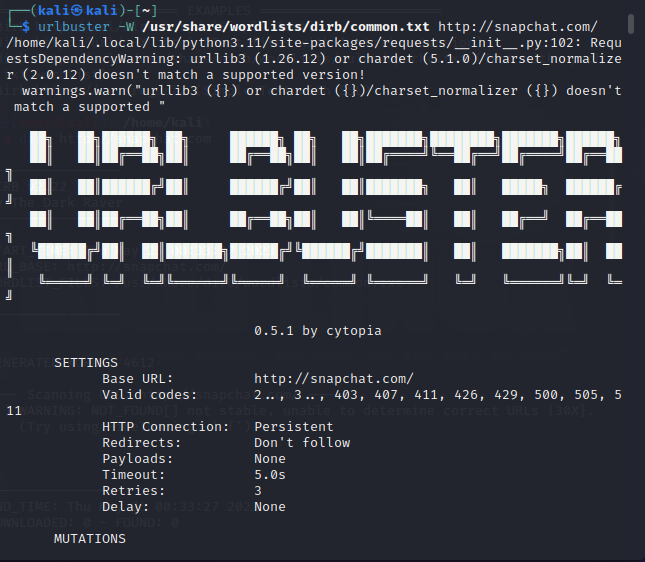 ┌──(kali㉿kali)-[~]
└─$ urlbuster -W /usr/share/wordlists/dirb/common.txt http://snapchat.com/
/home/kali/.local/lib/python3.11/site-packages/requests/__init__.py:102: Requ
estsDependencyWarning: urllib3 (1.26.12) or chardet (5.1.0)/charset_normalize
r (2.0.12) doesn't match a supported version!
warnings.warn("urllib3 ({}) or chardet ({})/charset_normalizer ({}) doesn't
match a supported "
URLBUSTER
0.5.1 by cytopia
SETTINGS
Base URL: http://snapchat.com/
Valid codes: 2.., 3.., 403, 407, 411, 426, 429, 500, 505, 5
11
HTTP Connection: Persistent
Redirects: Don't follow
Payloads: None
Timeout: 5.0s
Retries: 3
Delay: None
MUTATIONS